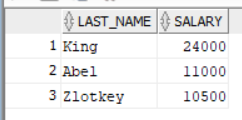 LAST_NAME SALARY
1 King 24000
2 Abel 11000
3 Zlotkey 10500